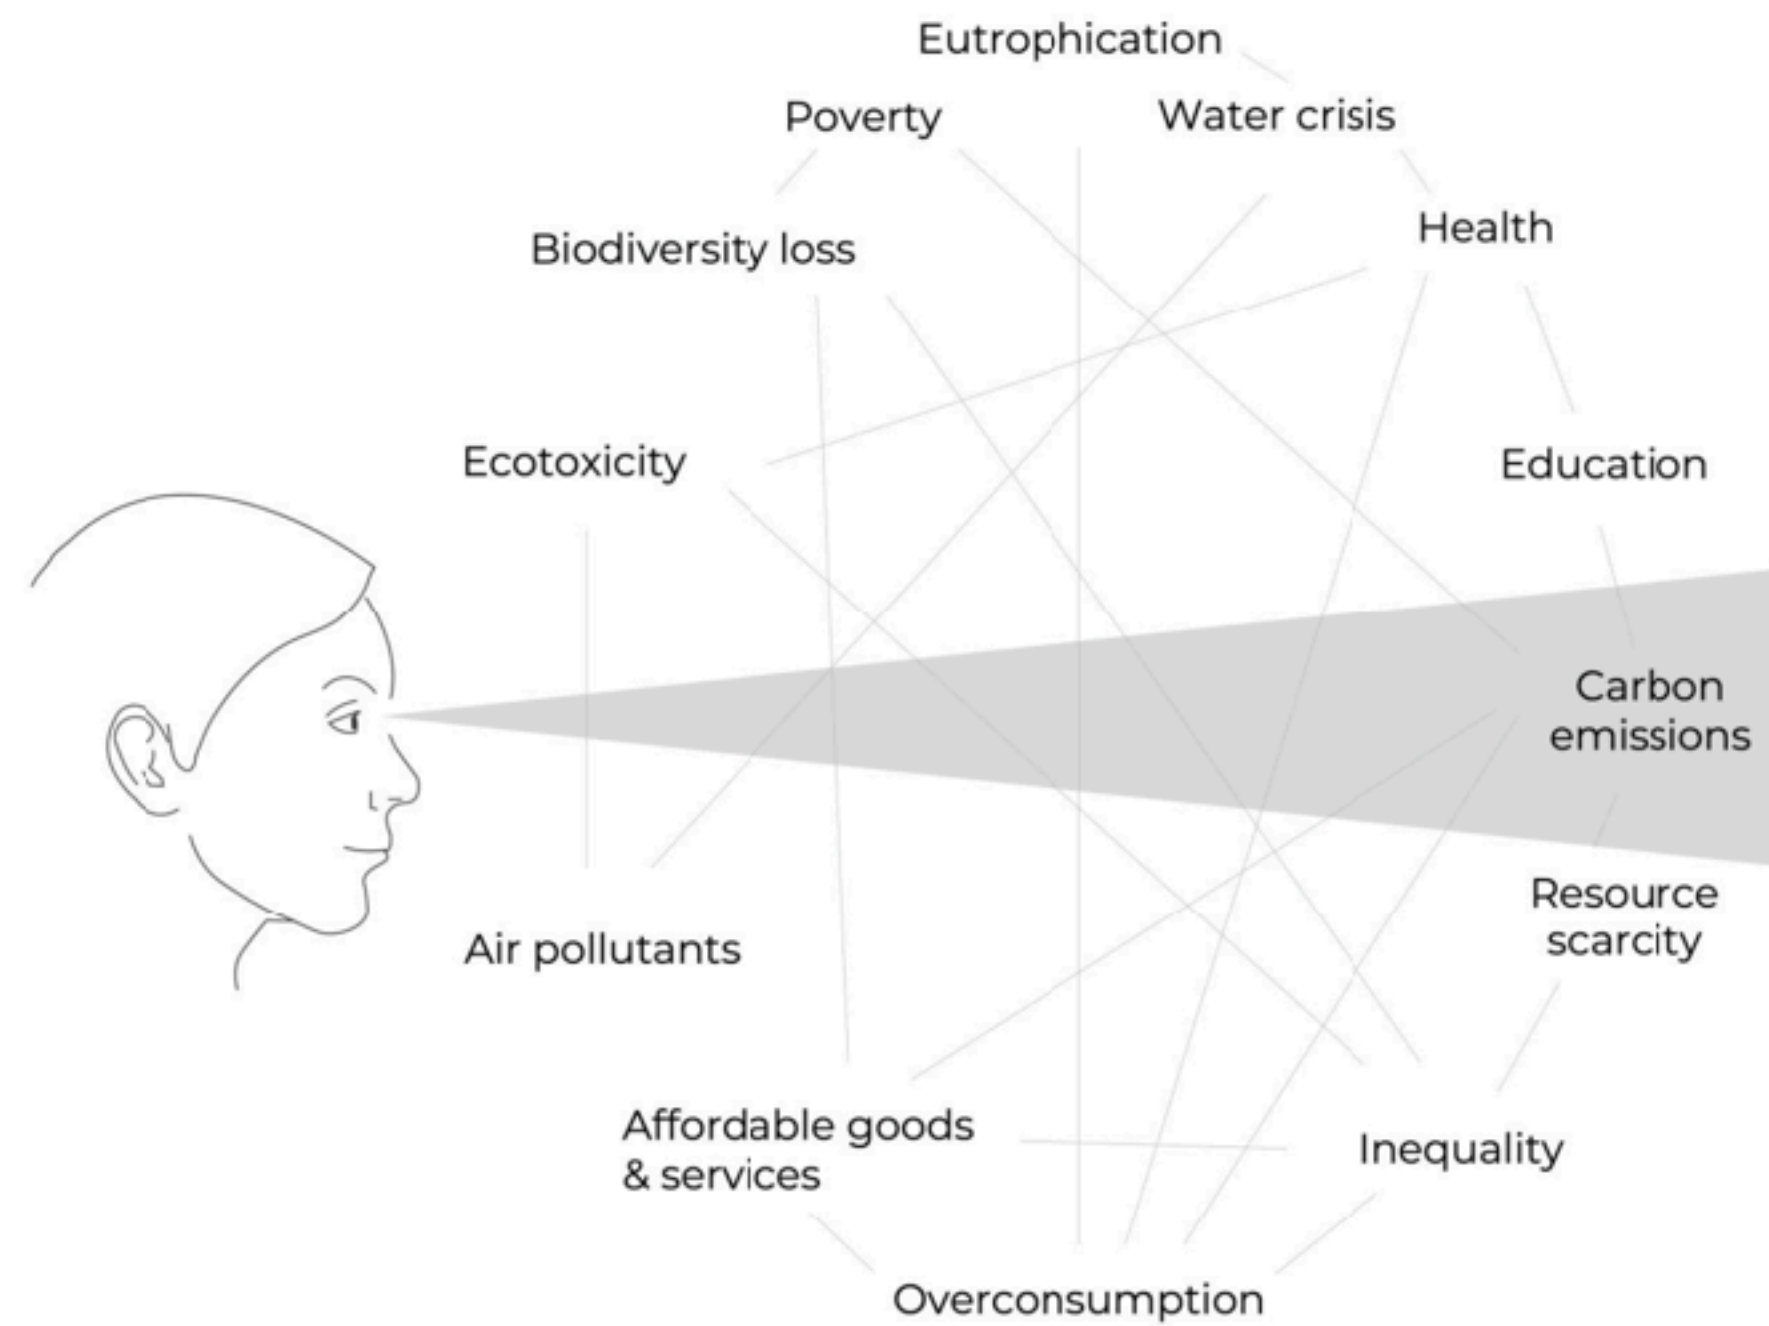 Eutrophication
Poverty
Water crisis
Health
Biodiversity loss
Ecotoxicity
Education
Carbon
emissions
Resource
scarcity
Air pollutants
Affordable goods
& services
Inequality
Overconsumption